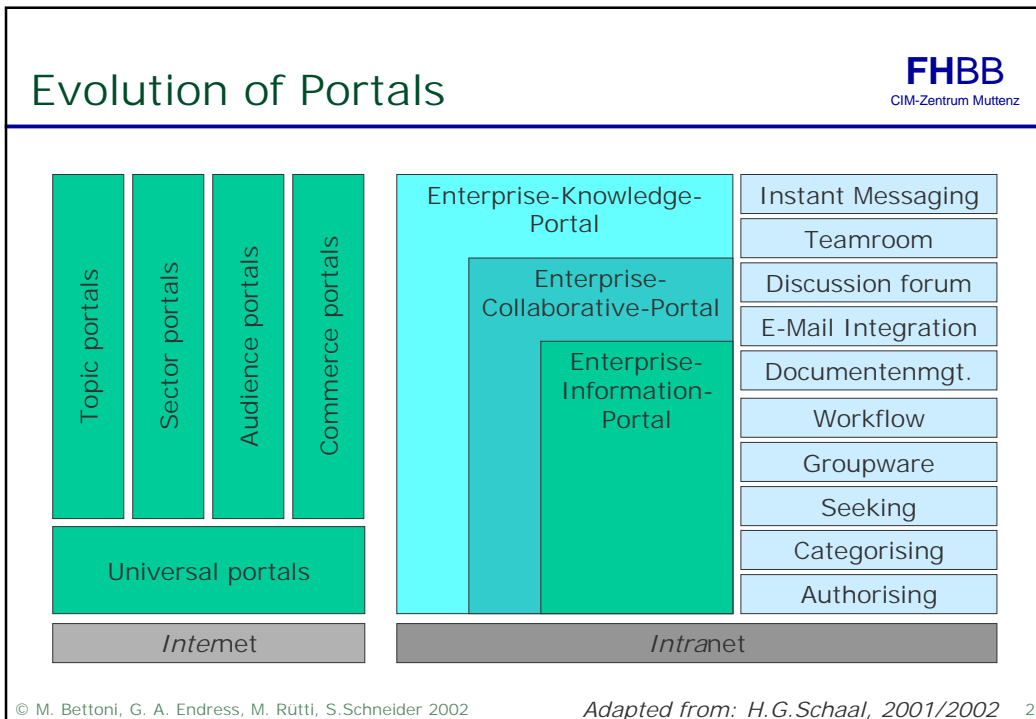 Evolution of Portals
FHBB
CIM-Zentrum Muttenz
Topic portals
Sector portals
Audience portals
Commerce portals
Universal portals
Internet
Enterprise-Knowledge-
Portal
Enterprise-
Collaborative-Portal
Enterprise-
Information-
Portal
Instant Messaging
Teamroom
Discussion forum
E-Mail Integration
Documentenmgt.
Workflow
Groupware
Seeking
Categorising
Authorising
Intranet
© M. Bettoni, G. A. Endress, M. Rütti, S.Schneider 2002
Adapted from: H.G.Schaal, 2001/2002
2